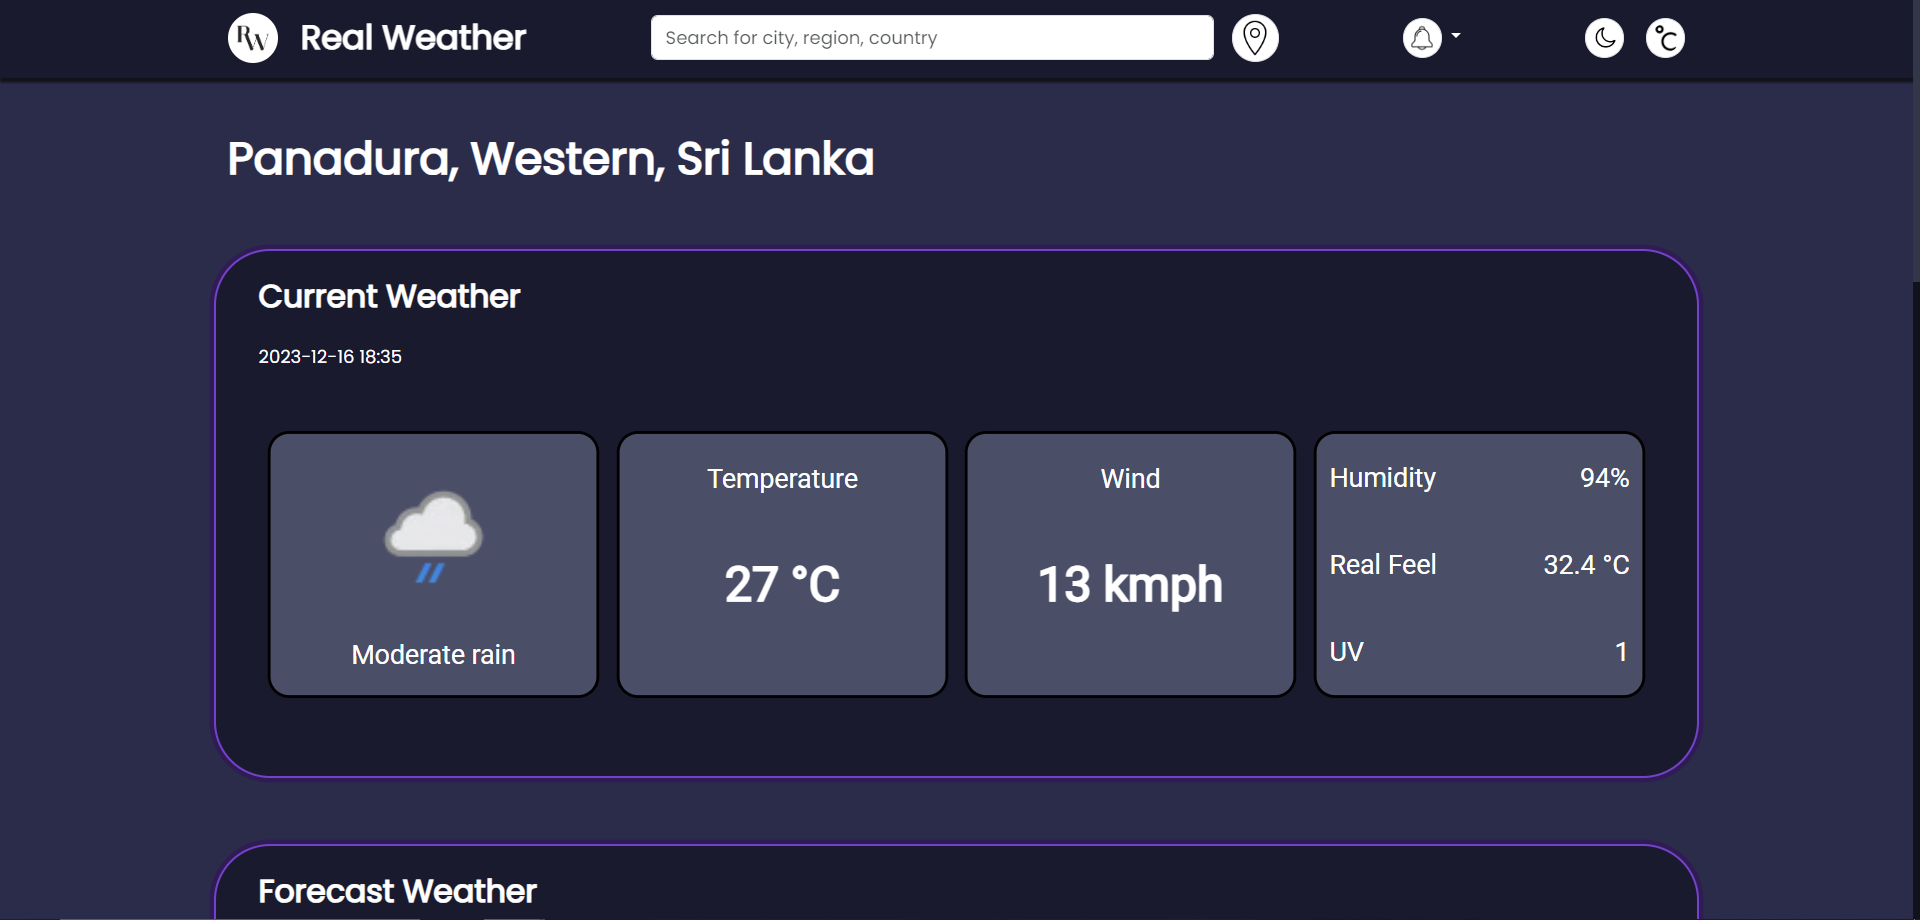 RW Real Weather
Search for city, region, country
°C
Panadura, Western, Sri Lanka
Current Weather
2023-12-16 18:35
Moderate rain
Temperature
27 °C
Wind
13 kmph
Humidity 94%
Real Feel 32.4 °C
UV 1
Forecast Weather